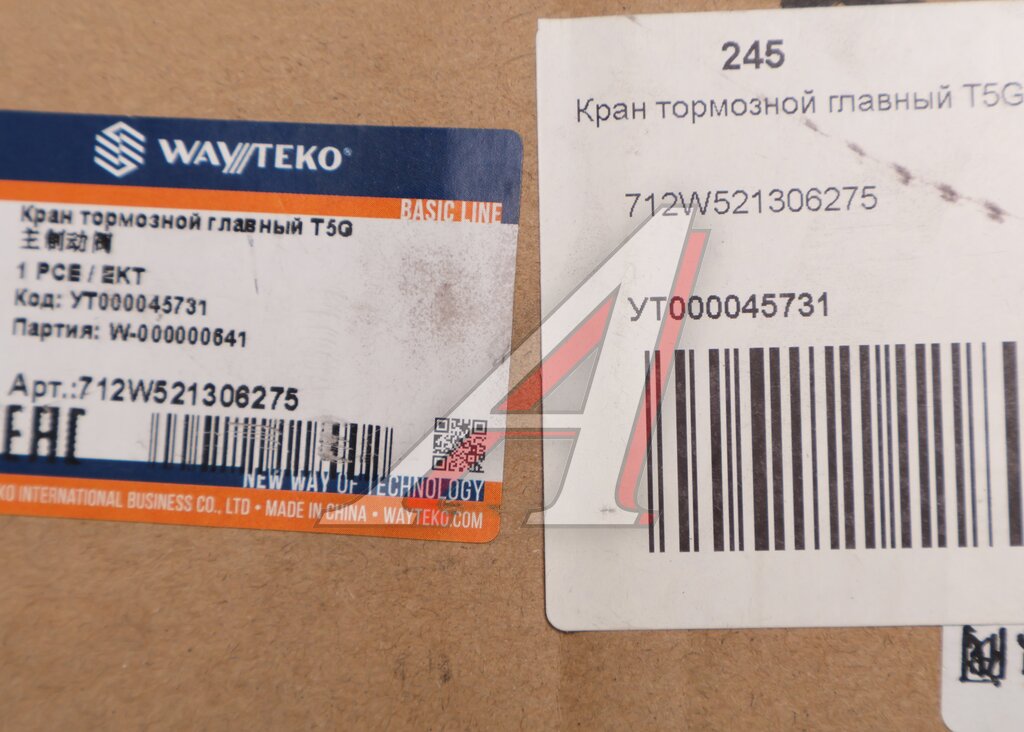 WAYTEKO
BASIC LINE
Кран тормозной главный T5G
主制动阀
1 PCE / EKT
Код: УТ000045731
Партия: W-000000641
Арт.:712W521306275
EAC
NEW WAY OF TECHNOLOGY
KO INTERNATIONAL BUSINESS CO., LTD • MADE IN CHINA • WAYTEKO.COM
245
Кран тормозной главный T5G
712W521306275
УТ000045731